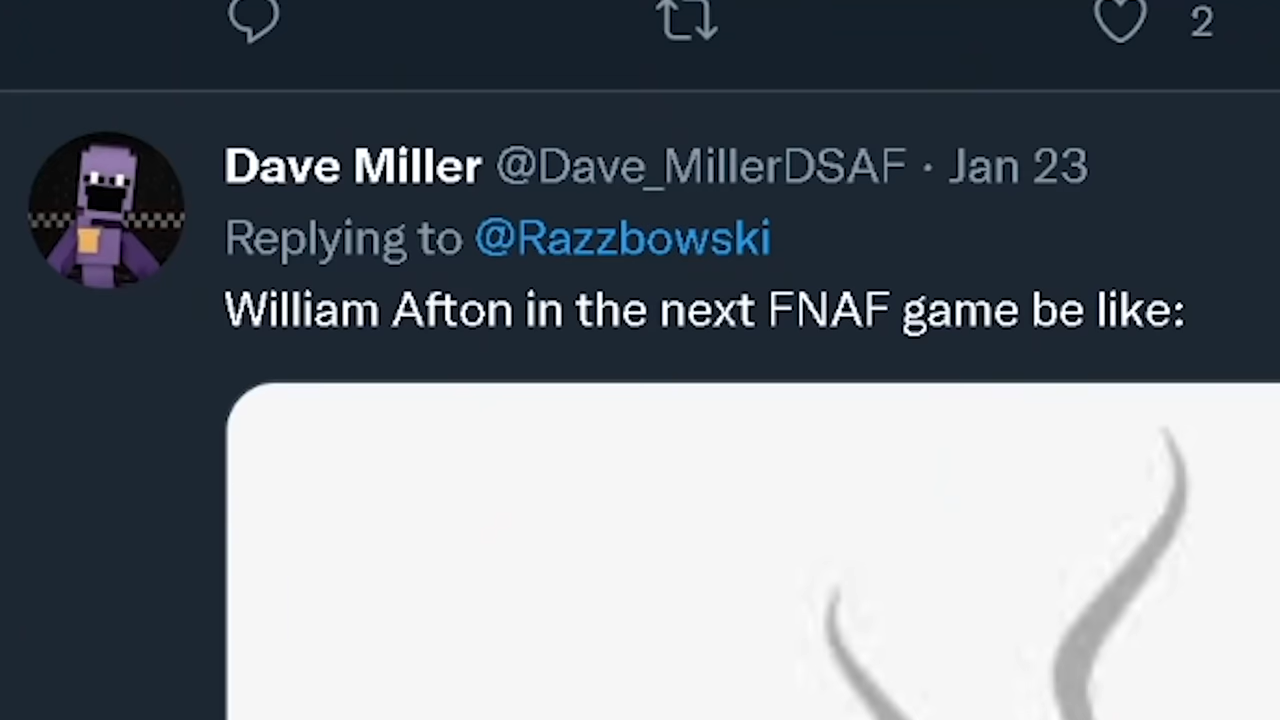 2
Dave Miller @Dave_MillerDSAF · Jan 23
Replying to @Razzbowski
William Afton in the next FNAF game be like: